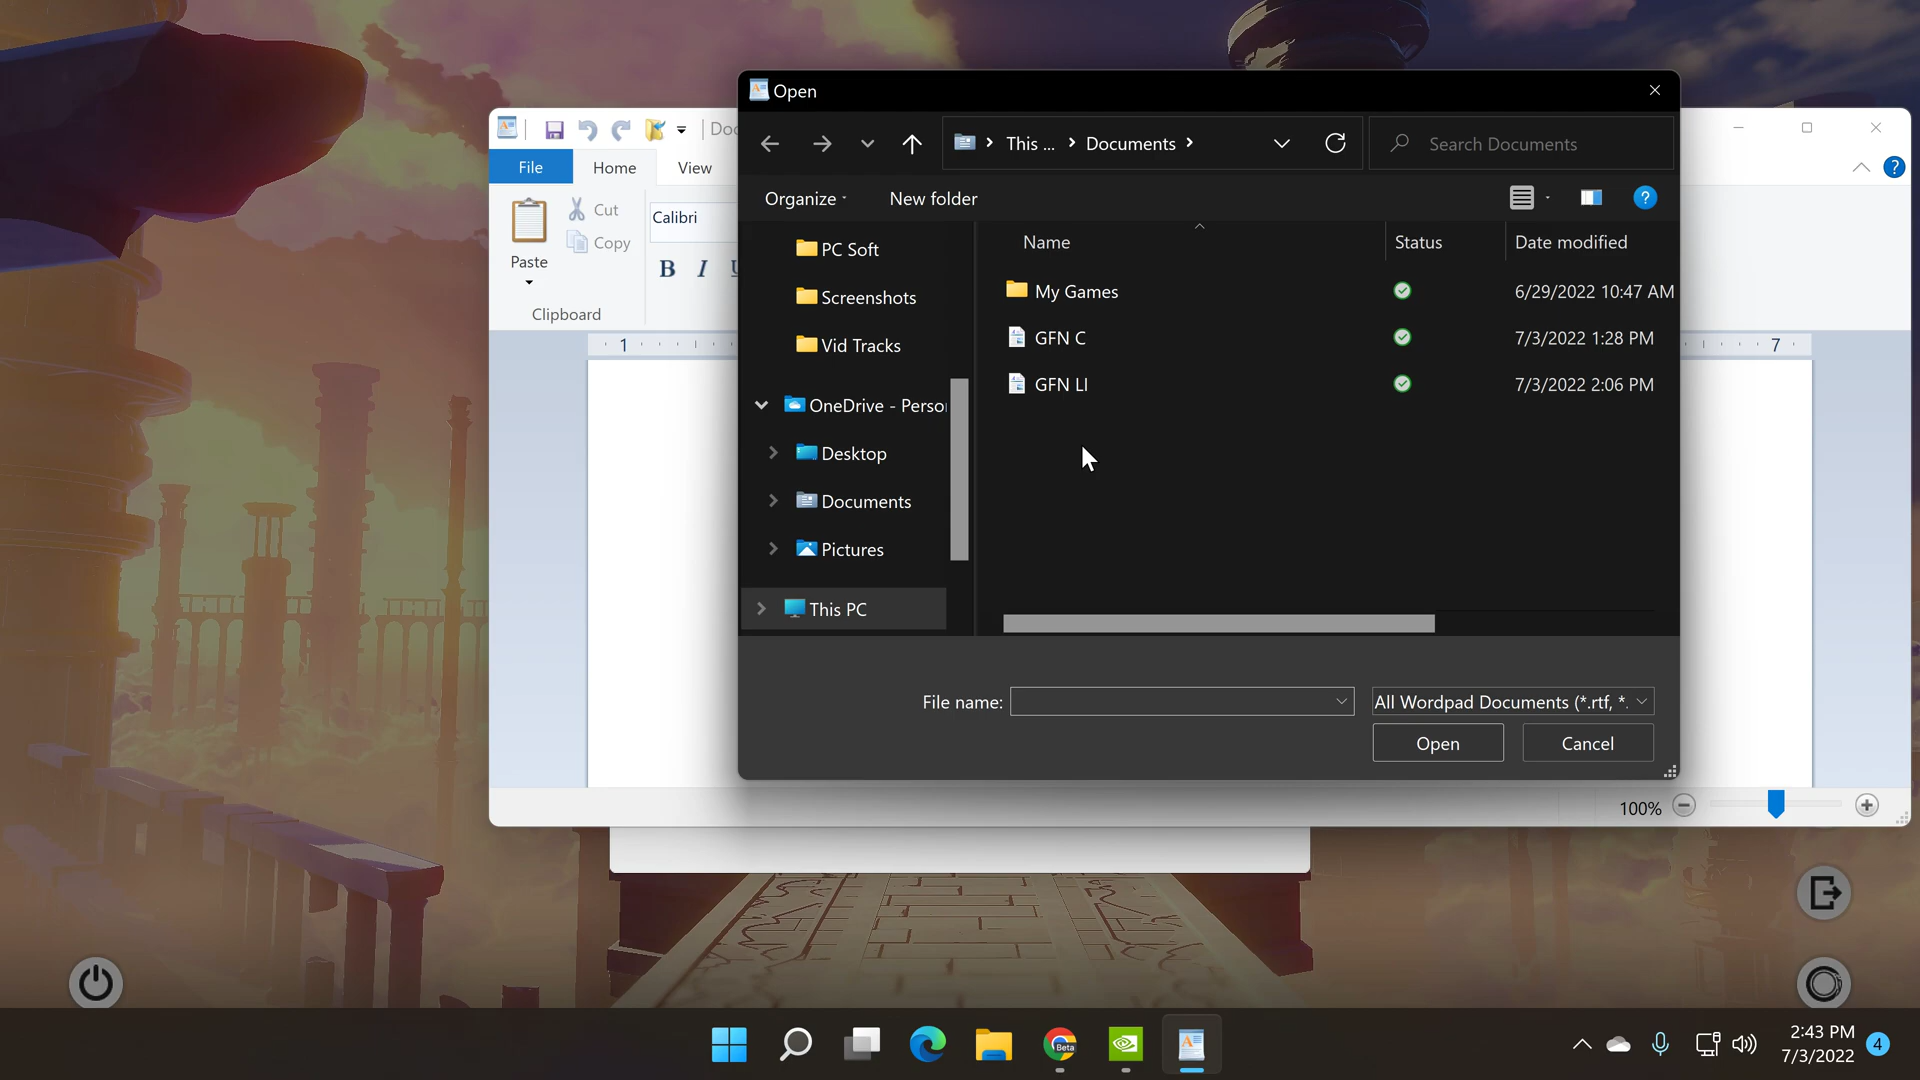 Open
Doc
This ... Documents
Search Documents
File
Home
View
Organize
New folder
Cut
Copy
Paste
Clipboard
Calibri
B I U
PC Soft
Screenshots
Vid Tracks
OneDrive - Perso
Desktop
Documents
Pictures
This PC
Name Status Date modified
My Games 6/29/2022 10:47 AM
GFN C 7/3/2022 1:28 PM
GFN LI 7/3/2022 2:06 PM
1
7
File name:
All Wordpad Documents (*.rtf, *.
Open
Cancel
100%
Beta
2:43 PM
7/3/2022
4